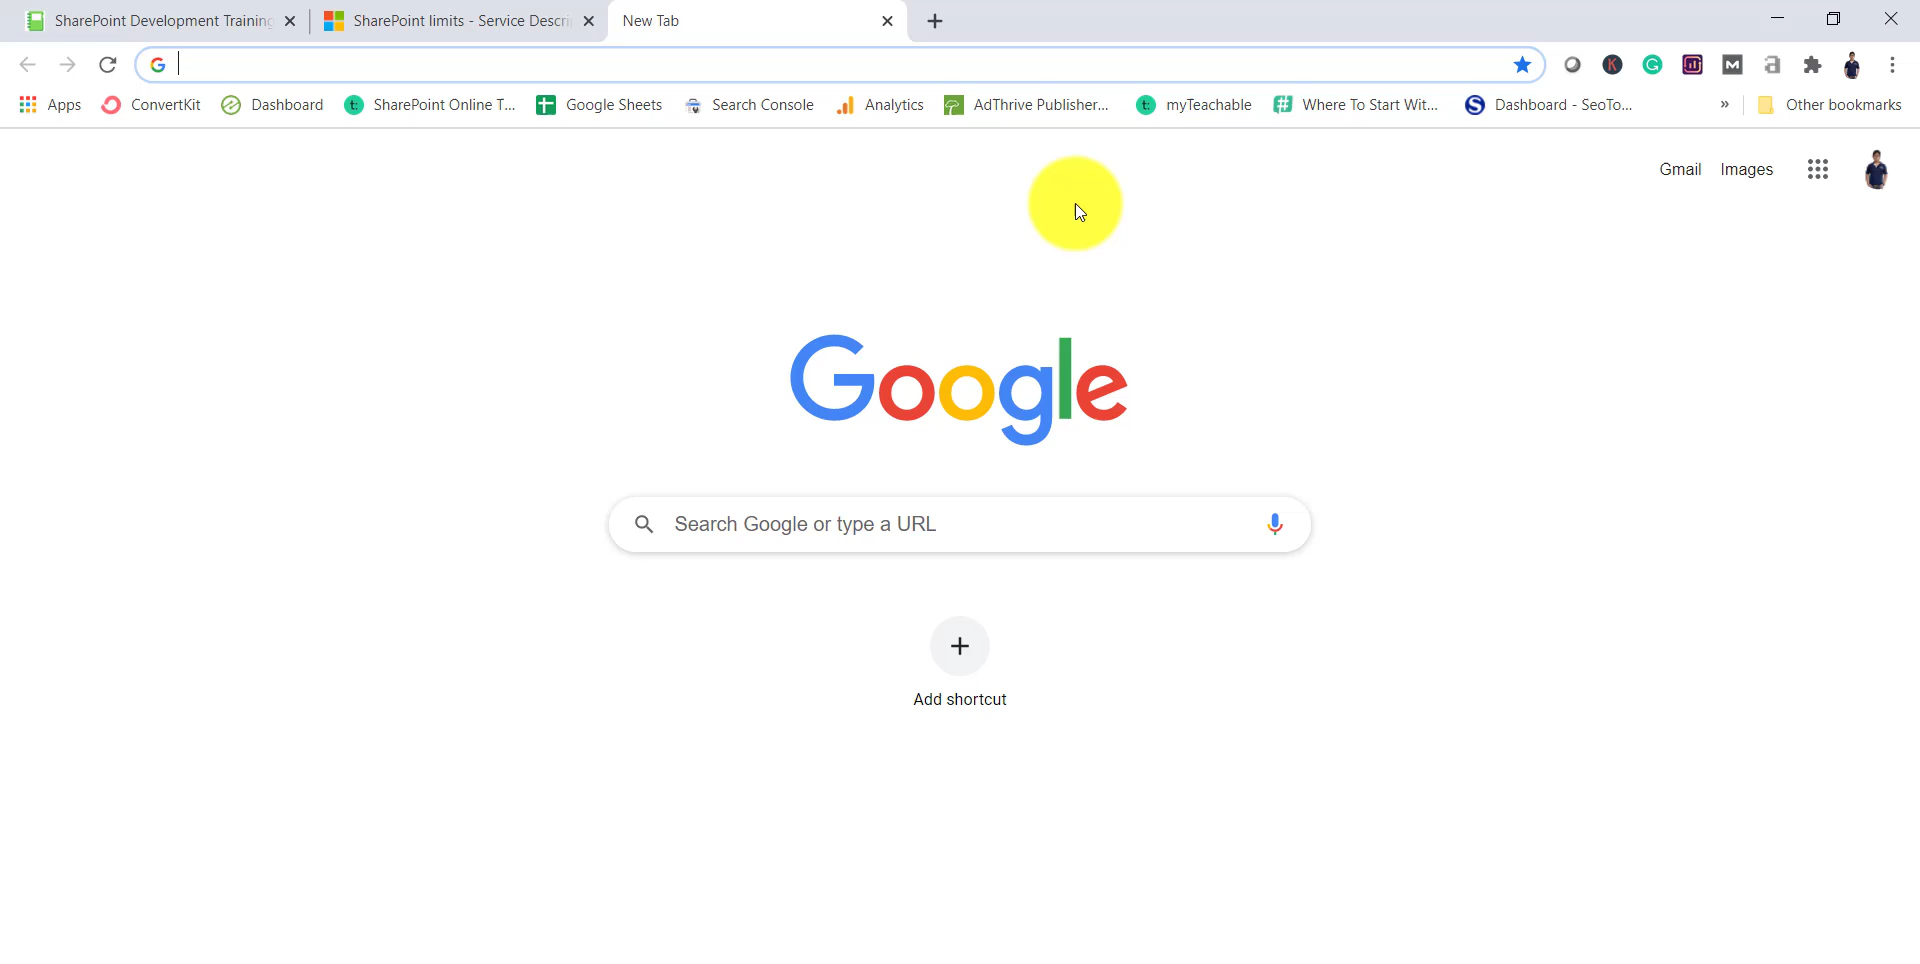 SharePoint Development Training
SharePoint limits - Service Descri
New Tab
Apps
ConvertKit
Dashboard
SharePoint Online T...
Google Sheets
Search Console
Analytics
AdThrive Publisher...
myTeachable
Where To Start Wit...
Dashboard - SeoTo...
»
Other bookmarks
Gmail
Images
Google
Search Google or type a URL
Add shortcut